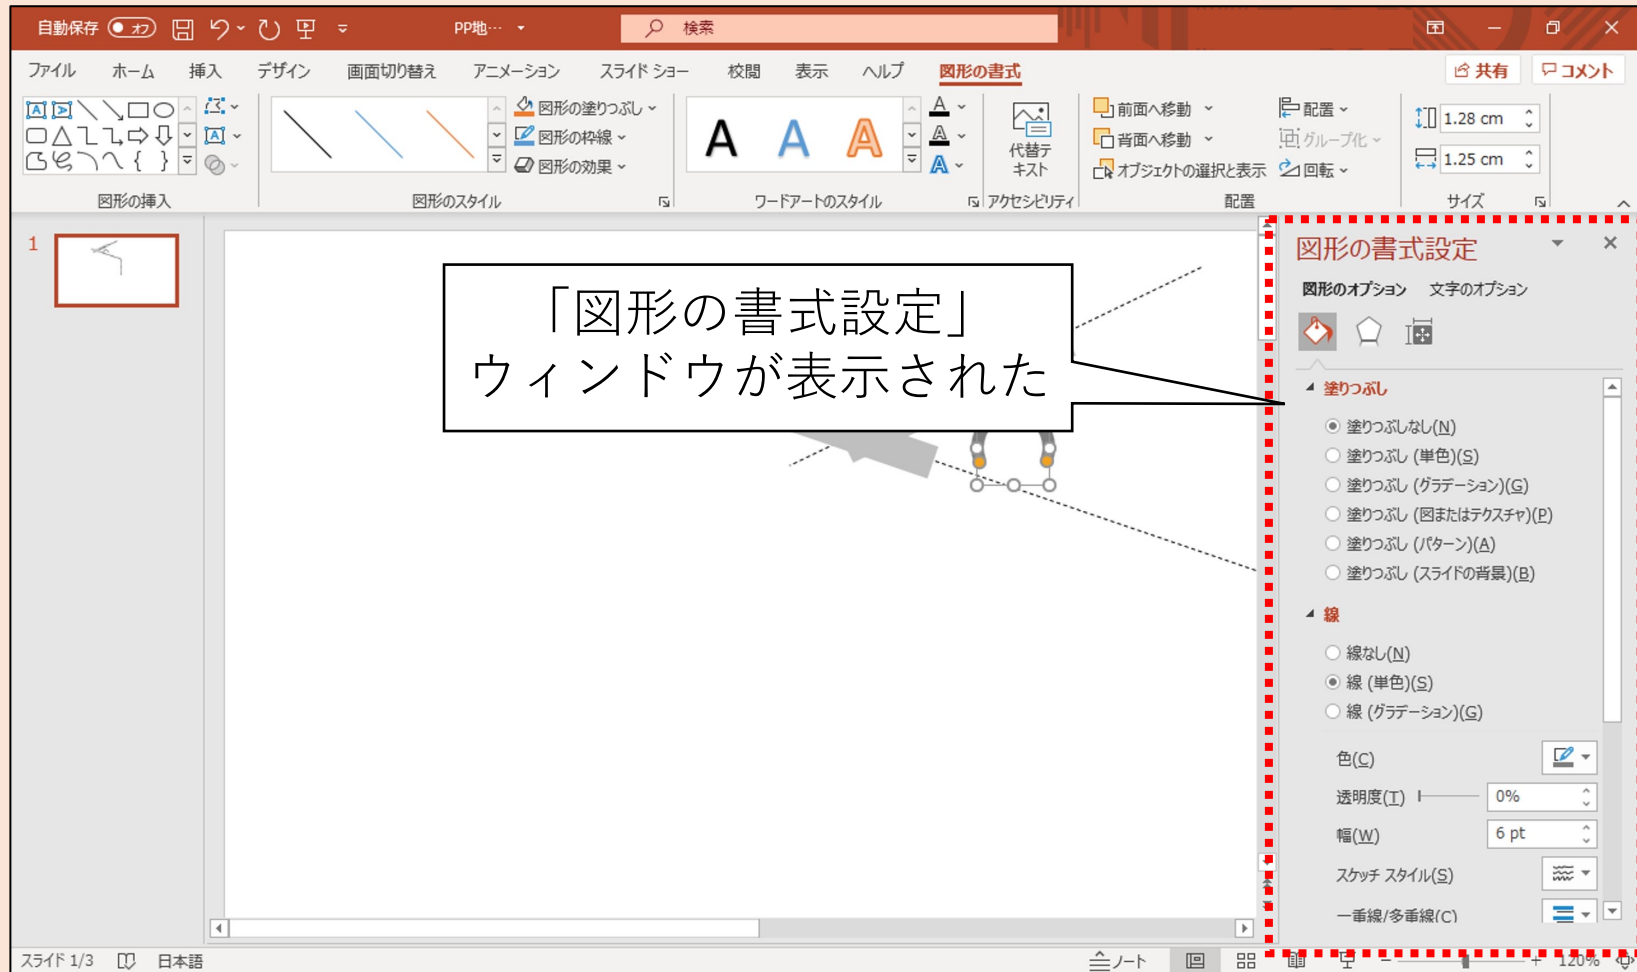 自動保存 オフ PP地… 検索
ファイル ホーム 挿入 デザイン 画面切り替え アニメーション スライド ショー 校閲 表示 ヘルプ 図形の書式 共有 コメント
図形の塗りつぶし
図形の枠線
図形の効果
A A A
代替テ
キスト
前面へ移動
背面へ移動
オブジェクトの選択と表示
配置
グループ化
回転
1.28 cm
1.25 cm
図形の挿入 図形のスタイル ワードアートのスタイル アクセシビリティ 配置 サイズ
1
「図形の書式設定」
ウィンドウが表示された
図形の書式設定
図形のオプション 文字のオプション
塗りつぶし
塗りつぶしなし(N)
塗りつぶし (単色)(S)
塗りつぶし (グラデーション)(G)
塗りつぶし (図またはテクスチャ)(P)
塗りつぶし (パターン)(A)
塗りつぶし (スライドの背景)(B)
線
線なし(N)
線 (単色)(S)
線 (グラデーション)(G)
色(C)
透明度(T) 0%
幅(W) 6 pt
スケッチ スタイル(S)
一重線/多重線(C)
スライド 1/3 日本語 ノート 120%